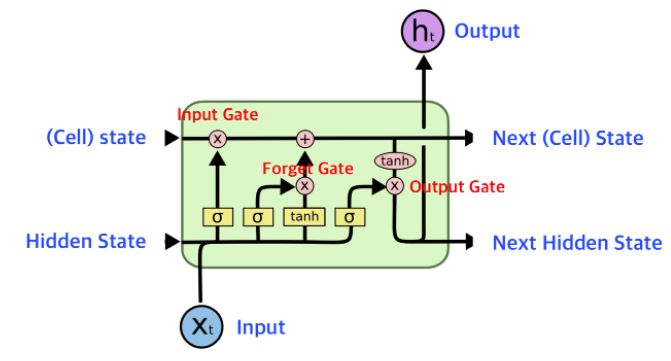 h_t Output
Input Gate
(Cell) state
x
+
Next (Cell) State
tanh
Forget Gate
x
x
Output Gate
σ
σ
tanh
σ
Hidden State
Next Hidden State
X_t Input